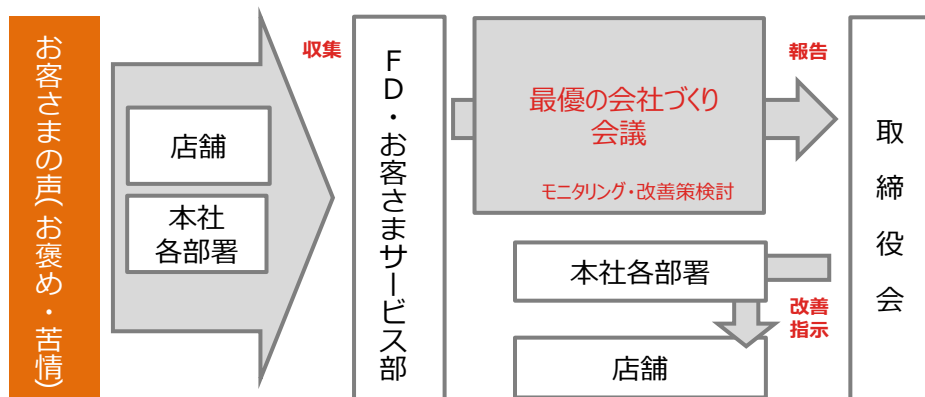 お客さまの声(お褒め・苦情)
店舗
本社
各部署
収集
FD・お客さまサービス部
最優の会社づくり
会議
モニタリング・改善策検討
報告
取締役会
本社各部署
改善
指示
店舗